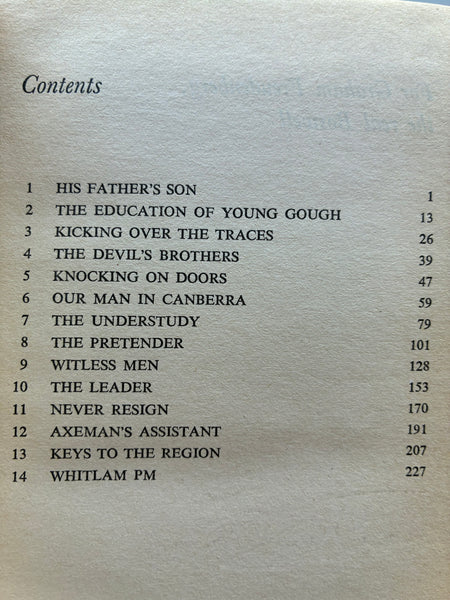 Contents
1 HIS FATHER'S SON 1
2 THE EDUCATION OF YOUNG GOUGH 13
3 KICKING OVER THE TRACES 26
4 THE DEVIL'S BROTHERS 39
5 KNOCKING ON DOORS 47
6 OUR MAN IN CANBERRA 59
7 THE UNDERSTUDY 79
8 THE PRETENDER 101
9 WITLESS MEN 128
10 THE LEADER 153
11 NEVER RESIGN 170
12 AXEMAN'S ASSISTANT 191
13 KEYS TO THE REGION 207
14 WHITLAM PM 227